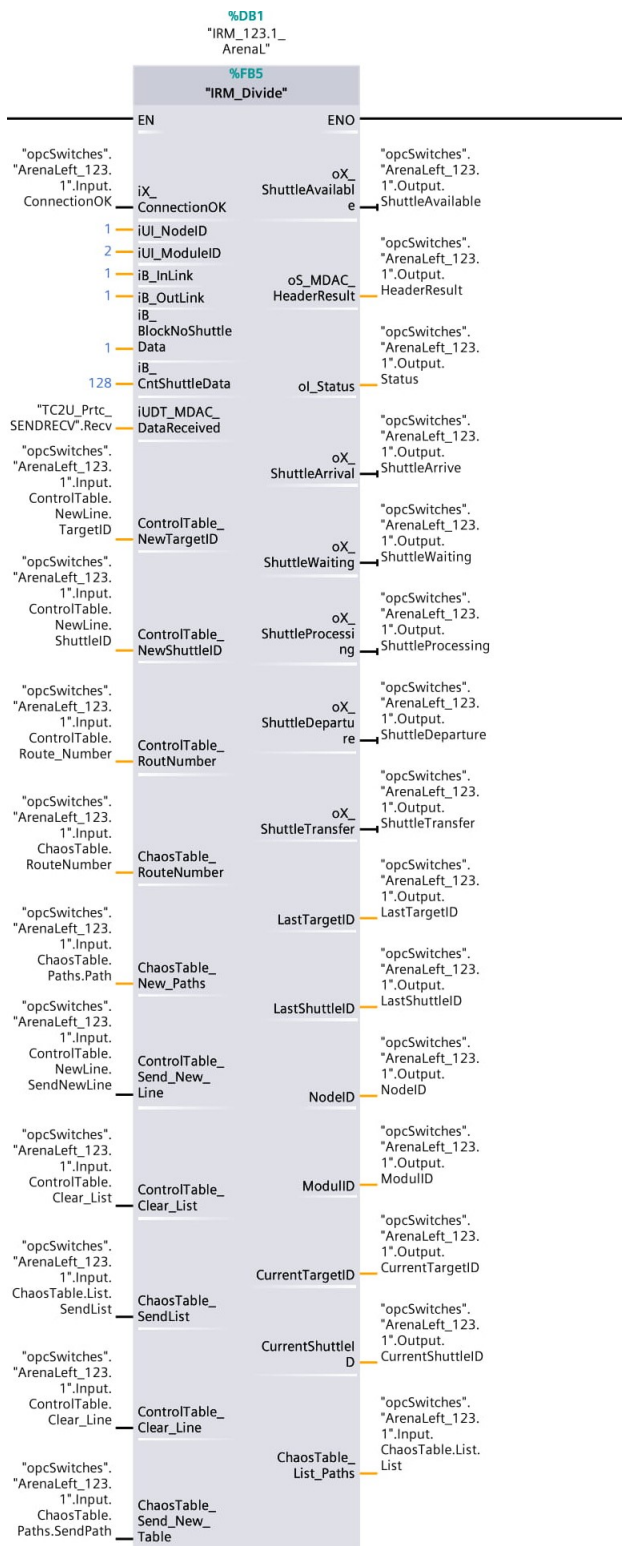 %DB1
"IRM_123.1_
ArenaL"
%FB5
"IRM_Divide"
EN
ENO
"opcSwitches".
"ArenaLeft_123.
1".Input.
ConnectionOK
iX_
ConnectionOK
oX_
ShuttleAvailabl
e
"opcSwitches".
"ArenaLeft_123.
1".Output.
ShuttleAvailable
1
iUI_NodeID
2
iUI_ModuleID
1
iB_InLink
1
iB_OutLink
oS_MDAC_
HeaderResult
"opcSwitches".
"ArenaLeft_123.
1".Output.
HeaderResult
1
iB_
BlockNoShuttle
Data
128
iB_
CntShuttleData
oI_Status
"opcSwitches".
"ArenaLeft_123.
1".Output.
Status
"TC2U_Prtc_
SENDRECV".Recv
iUDT_MDAC_
DataReceived
oX_
ShuttleArrival
"opcSwitches".
"ArenaLeft_123.
1".Output.
ShuttleArrive
"opcSwitches".
"ArenaLeft_123.
1".Input.
ControlTable.
NewLine.
TargetID
ControlTable_
NewTargetID
oX_
ShuttleWaiting
"opcSwitches".
"ArenaLeft_123.
1".Output.
ShuttleWaiting
"opcSwitches".
"ArenaLeft_123.
1".Input.
ControlTable.
NewLine.
ShuttleID
ControlTable_
NewShuttleID
oX_
ShuttleProcessi
ng
"opcSwitches".
"ArenaLeft_123.
1".Output.
ShuttleProcessing
"opcSwitches".
"ArenaLeft_123.
1".Input.
ControlTable.
Route_Number
ControlTable_
RoutNumber
oX_
ShuttleDepartu
re
"opcSwitches".
"ArenaLeft_123.
1".Output.
ShuttleDeparture
oX_
ShuttleTransfer
"opcSwitches".
"ArenaLeft_123.
1".Output.
ShuttleTransfer
"opcSwitches".
"ArenaLeft_123.
1".Input.
ChaosTable.
RouteNumber
ChaosTable_
RouteNumber
LastTargetID
"opcSwitches".
"ArenaLeft_123.
1".Output.
LastTargetID
"opcSwitches".
"ArenaLeft_123.
1".Input.
ChaosTable.
Paths.Path
ChaosTable_
New_Paths
LastShuttleID
"opcSwitches".
"ArenaLeft_123.
1".Output.
LastShuttleID
"opcSwitches".
"ArenaLeft_123.
1".Input.
ControlTable.
NewLine.
SendNewLine
ControlTable_
Send_New_
Line
NodeID
"opcSwitches".
"ArenaLeft_123.
1".Output.
NodeID
"opcSwitches".
"ArenaLeft_123.
1".Input.
ControlTable.
Clear_List
ControlTable_
Clear_List
ModulID
"opcSwitches".
"ArenaLeft_123.
1".Output.
ModulID
"opcSwitches".
"ArenaLeft_123.
1".Input.
ChaosTable.List.
SendList
ChaosTable_
SendList
CurrentTargetID
"opcSwitches".
"ArenaLeft_123.
1".Output.
CurrentTargetID
CurrentShuttleI
D
"opcSwitches".
"ArenaLeft_123.
1".Output.
CurrentShuttleID
"opcSwitches".
"ArenaLeft_123.
1".Input.
ControlTable.
Clear_Line
ControlTable_
Clear_Line
ChaosTable_
List_Paths
"opcSwitches".
"ArenaLeft_123.
1".Input.
ChaosTable.List.
List
"opcSwitches".
"ArenaLeft_123.
1".Input.
ChaosTable.
Paths.SendPath
ChaosTable_
Send_New_
Table